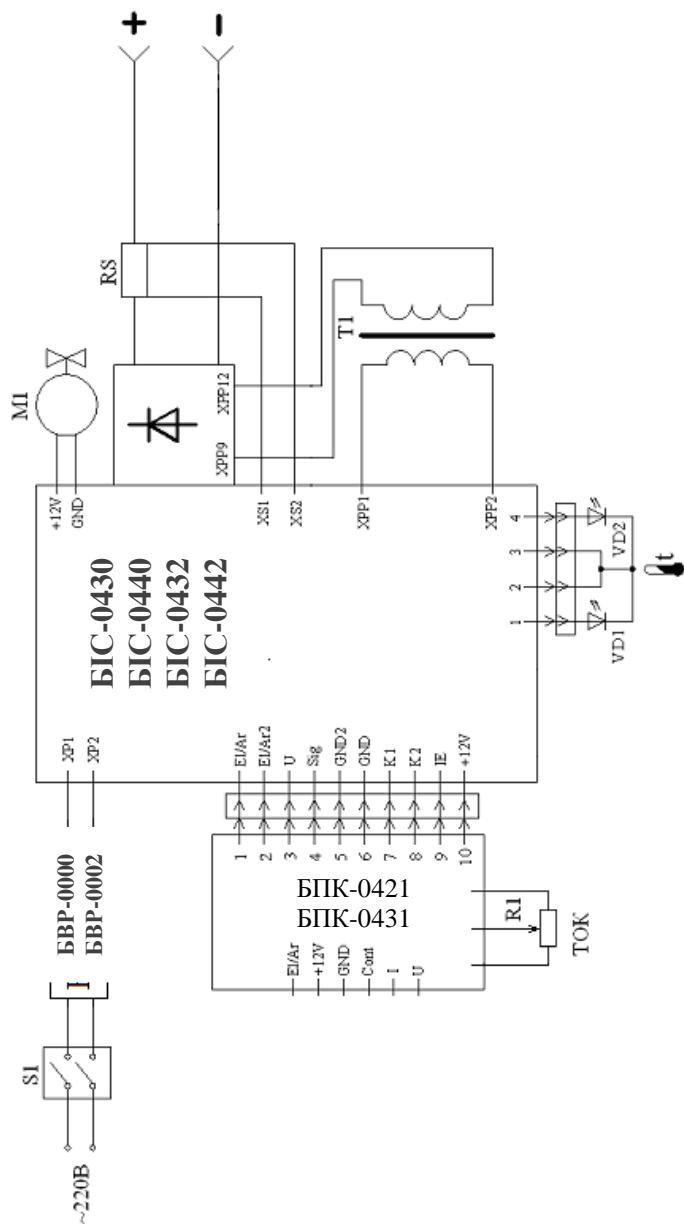 ~220В
S1
БВР-0000
БВР-0002
XP1
XP2
БІС-0430
БІС-0440
БІС-0432
БІС-0442
+12V
GND
M1
XPP9
XPP12
RS
+
-
XS1
XS2
XPP1
XPP2
T1
El/Ar
El/Ar2
U
Sig
GND2
GND
K1
K2
IE
+12V
1
2
3
4
5
6
7
8
9
10
БПК-0421
БПК-0431
El/Ar
+12V
GND
Cont
I
U
R1
ТОК
1
2
3
4
VD1
VD2
t